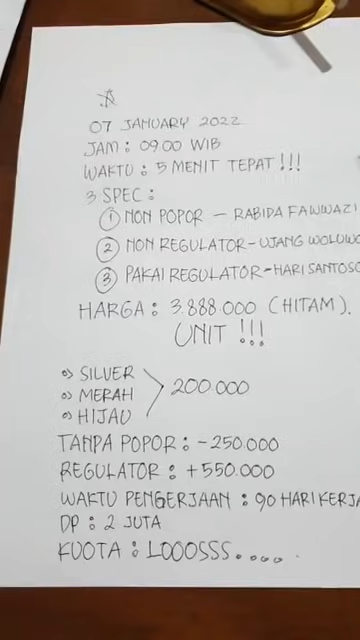 07 JANUARY 2022
JAM : 09.00 WIB
WAKTU : 5 MENIT TEPAT !!!
3 SPEC :
① NON POPOR - RABIDA FAWWAZI
② NON REGULATOR - UJANG WOLUWO
③ PAKAI REGULATOR - HARI SANTOSO
HARGA : 3.888.000 (HITAM).
UNIT !!!
SILVER
MERAH 200.000
HIJAU
TANPA POPOR : -250.000
REGULATOR : +550.000
WAKTU PENGERJAAN : 90 HARI KERJA
DP : 2 JUTA
KUOTA : LOOOSSS....